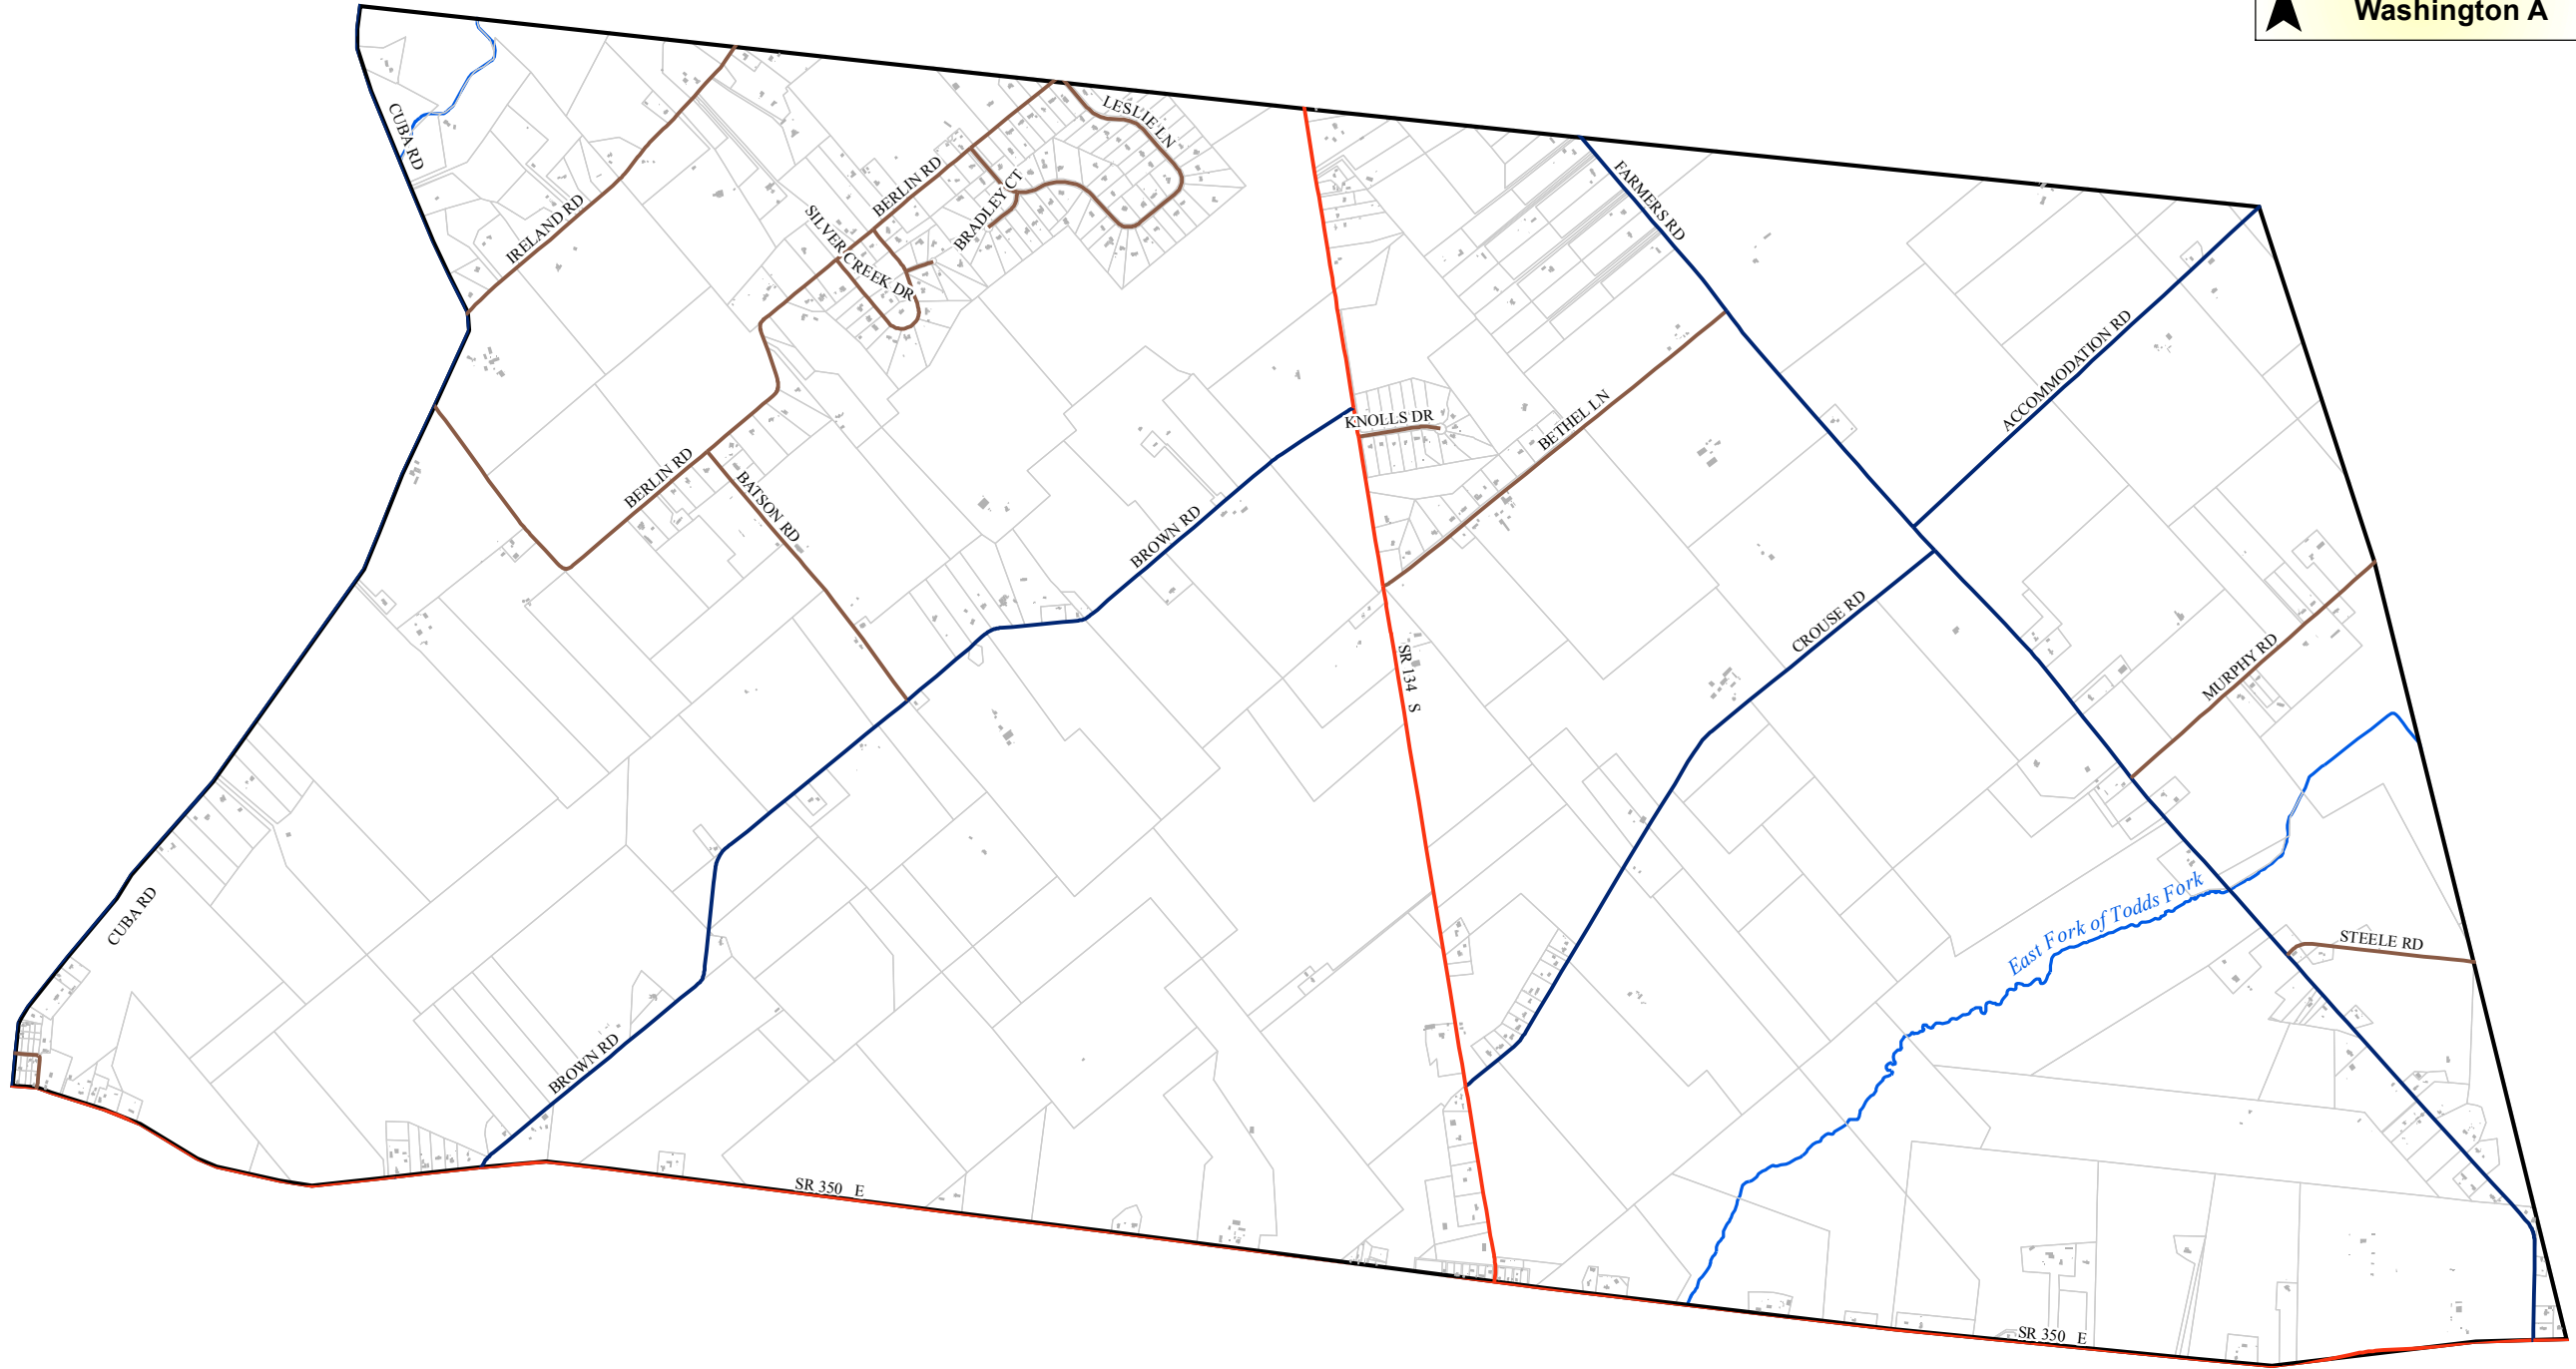 Washington A
CUBA RD
LESLIE LN
IRELAND RD
BERLIN RD
BRADLEY CT
SILVER CREEK DR
FARMERS RD
ACCOMMODATION RD
KNOLLS DR
BETHEL LN
BERLIN RD
BATSON RD
BROWN RD
CROUSE RD
SR 134 S
MURPHY RD
CUBA RD
East Fork of Todds Fork
STEELE RD
BROWN RD
SR 350 E
SR 350 E